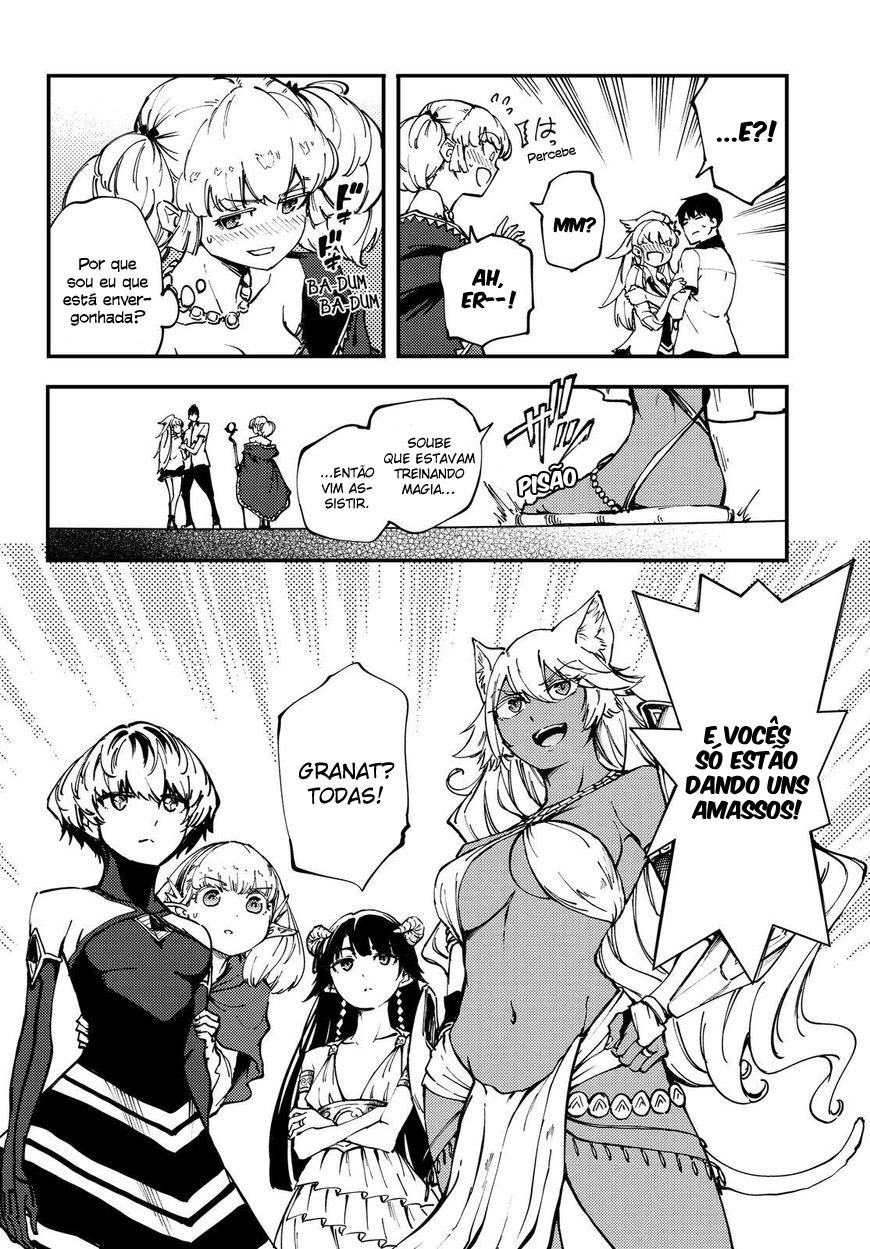 ...E?!
はっ
Percebe
MM?
AH,
ER--!
ドキ
ドキ
BA-DUM
BA-DUM
Por que
sou eu que
está enver-
gonhada?
ザッ
PISÃO
SOUBE
QUE ESTAVAM
TREINANDO
MAGIA...
...ENTÃO
VIM AS-
SISTIR.
E VOCÊS
SÓ ESTÃO
DANDO UNS
AMASSOS!
GRANAT?
TODAS!